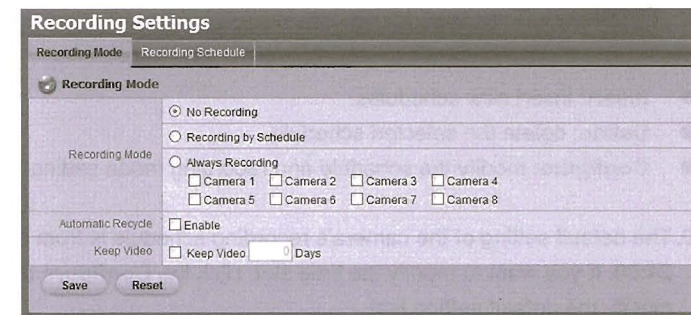 Recording Settings
Recording Mode Recording Schedule
Recording Mode
Recording Mode
No Recording
Recording by Schedule
Always Recording
Camera 1 Camera 2 Camera 3 Camera 4
Camera 5 Camera 6 Camera 7 Camera 8
Automatic Recycle Enable
Keep Video Keep Video 0 Days
Save Reset